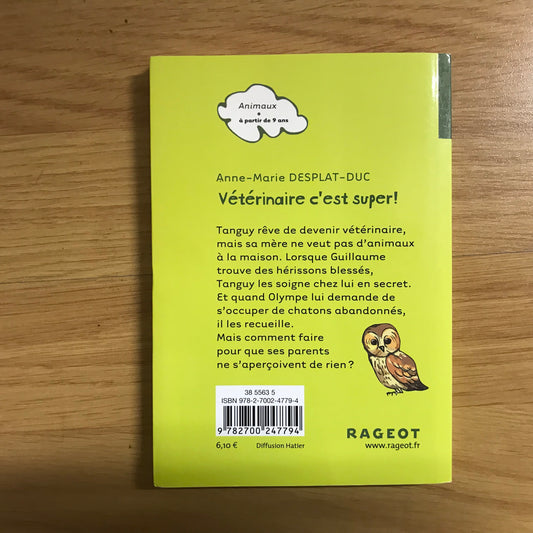 Animaux
à partir de 9 ans
Anne-Marie DESPLAT-DUC
Vétérinaire c'est super!
Tanguy rêve de devenir vétérinaire,
mais sa mère ne veut pas d'animaux
à la maison. Lorsque Guillaume
trouve des hérissons blessés,
Tanguy les soigne chez lui en secret.
Et quand Olympe lui demande de
s'occuper de chatons abandonnés,
il les recueille.
Mais comment faire
pour que ses parents
ne s'aperçoivent de rien ?
38 5563 5
ISBN 978-2-7002-4779-4
9 782700 247794
6,10 € Diffusion Hatier
RAGEOT
www.rageot.fr